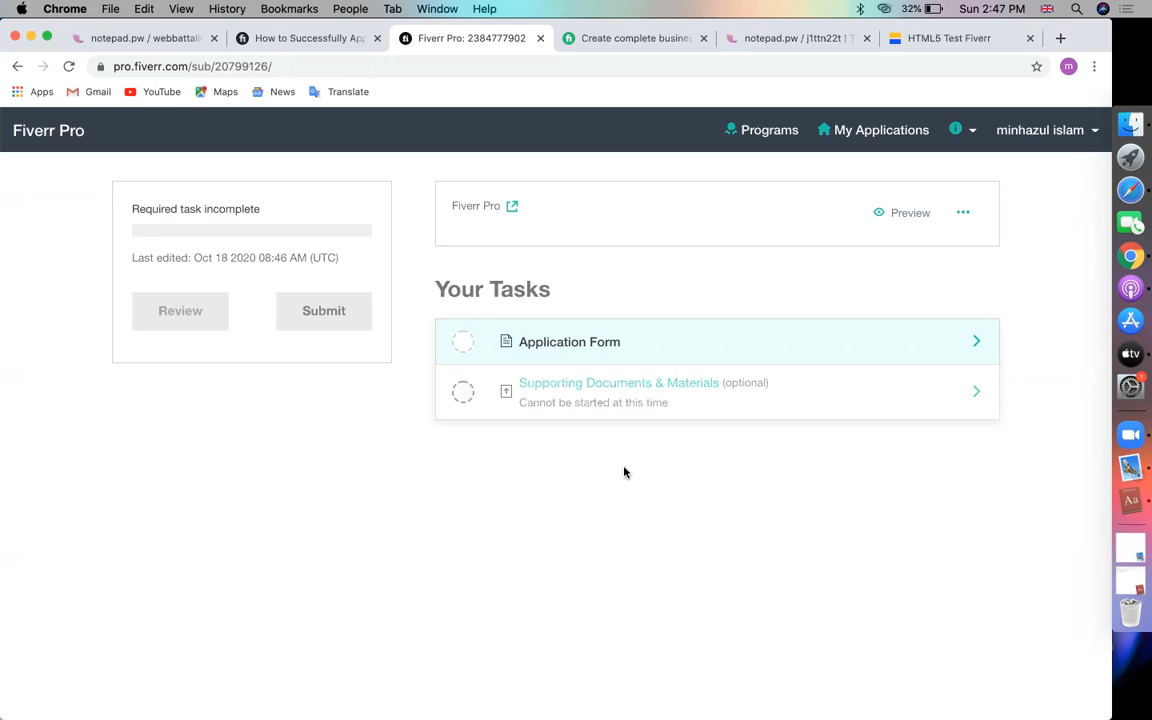 Chrome File Edit View History Bookmarks People Tab Window Help 32% Sun 2:47 PM
notepad.pw / webbattali How to Successfully Ap Fiverr Pro: 2384777902 Create complete busine notepad.pw / j1ttn22t | T HTML5 Test Fiverr
pro.fiverr.com/sub/20799126/ m
Apps Gmail YouTube Maps News Translate
Fiverr Pro Programs My Applications minhazul islam
Required task incomplete
Last edited: Oct 18 2020 08:46 AM (UTC)
Review Submit
Fiverr Pro
Preview
Your Tasks
Application Form
Supporting Documents & Materials (optional)
Cannot be started at this time
tv
Aa